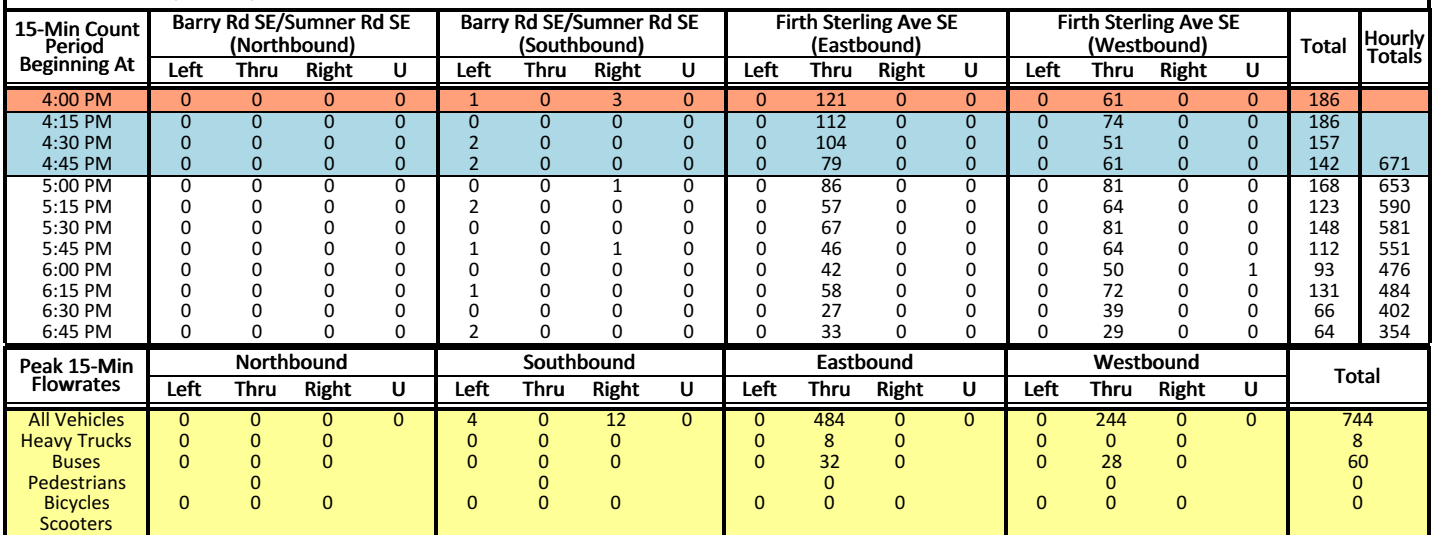 15-Min Count Period Beginning At | Barry Rd SE/Sumner Rd SE (Northbound) | Barry Rd SE/Sumner Rd SE (Southbound) | Firth Sterling Ave SE (Eastbound) | Firth Sterling Ave SE (Westbound) | Total | Hourly Totals
Left Thru Right U Left Thru Right U Left Thru Right U Left Thru Right U
4:00 PM 0 0 0 0 1 0 3 0 0 121 0 0 0 61 0 0 186
4:15 PM 0 0 0 0 0 0 0 0 0 112 0 0 0 74 0 0 186
4:30 PM 0 0 0 0 2 0 0 0 0 104 0 0 0 51 0 0 157
4:45 PM 0 0 0 0 2 0 0 0 0 79 0 0 0 61 0 0 142 671
5:00 PM 0 0 0 0 0 0 1 0 0 86 0 0 0 81 0 0 168 653
5:15 PM 0 0 0 0 2 0 0 0 0 57 0 0 0 64 0 0 123 590
5:30 PM 0 0 0 0 0 0 0 0 0 67 0 0 0 81 0 0 148 581
5:45 PM 0 0 0 0 1 0 1 0 0 46 0 0 0 64 0 0 112 551
6:00 PM 0 0 0 0 0 0 0 0 0 42 0 0 0 50 0 1 93 476
6:15 PM 0 0 0 0 1 0 0 0 0 58 0 0 0 72 0 0 131 484
6:30 PM 0 0 0 0 0 0 0 0 0 27 0 0 0 39 0 0 66 402
6:45 PM 0 0 0 0 2 0 0 0 0 33 0 0 0 29 0 0 64 354
Peak 15-Min Flowrates | Northbound | Southbound | Eastbound | Westbound | Total
Left Thru Right U Left Thru Right U Left Thru Right U Left Thru Right U
All Vehicles 0 0 0 0 4 0 12 0 0 484 0 0 0 244 0 0 744
Heavy Trucks 0 0 0 0 0 0 0 8 0 0 0 0 8
Buses 0 0 0 0 0 0 0 32 0 0 28 0 60
Pedestrians 0 0 0 0 0
Bicycles 0 0 0 0 0 0 0 0 0 0 0 0 0
Scooters